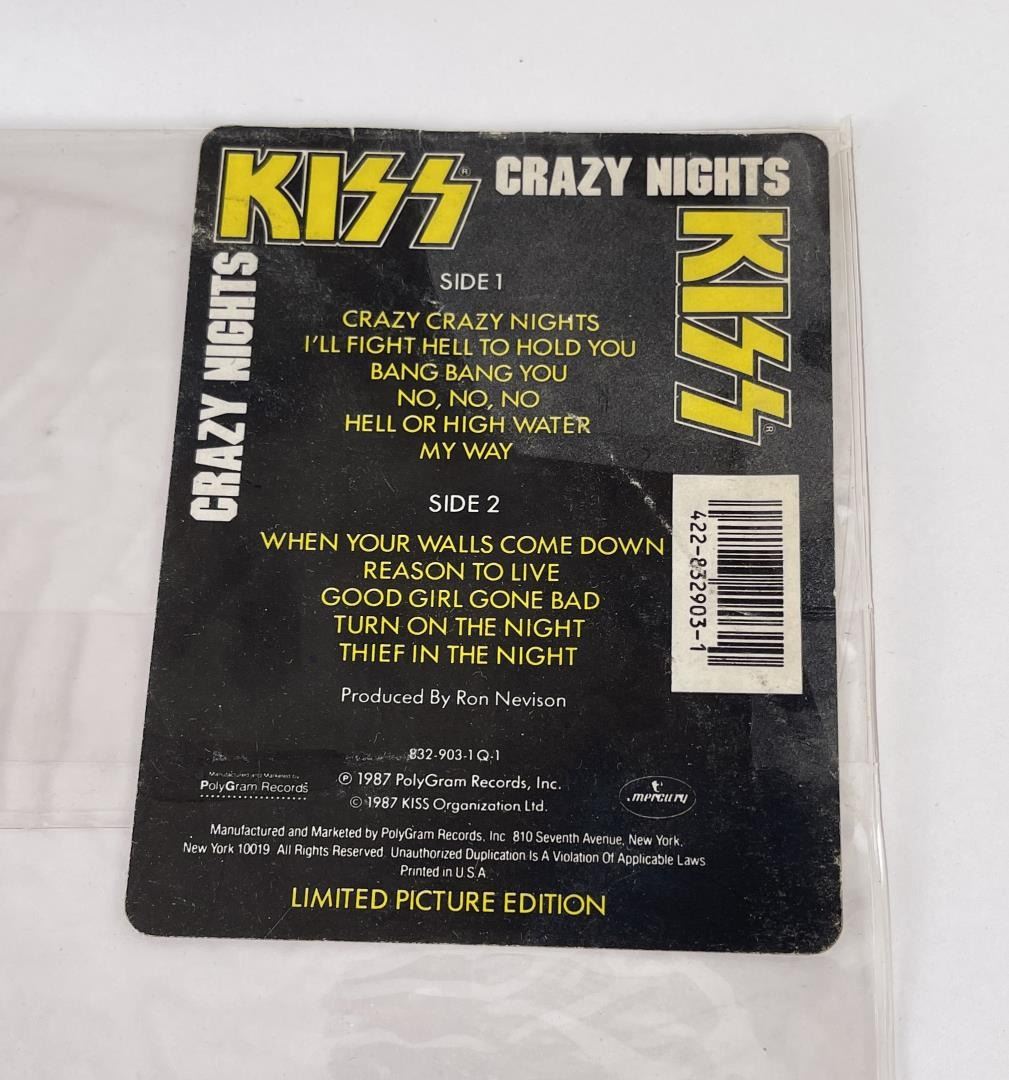 KISS®
CRAZY NIGHTS
KISS®
CRAZY NIGHTS
SIDE 1
CRAZY CRAZY NIGHTS
I'LL FIGHT HELL TO HOLD YOU
BANG BANG YOU
NO, NO, NO
HELL OR HIGH WATER
MY WAY
SIDE 2
WHEN YOUR WALLS COME DOWN
REASON TO LIVE
GOOD GIRL GONE BAD
TURN ON THE NIGHT
THIEF IN THE NIGHT
422-832903-1
Produced By Ron Nevison
832-903-1 Q-1
℗ 1987 PolyGram Records, Inc.
© 1987 KISS Organization Ltd.
Manufactured and Marketed by
PolyGram Records
mercury
Manufactured and Marketed by PolyGram Records, Inc 810 Seventh Avenue, New York,
New York 10019 All Rights Reserved Unauthorized Duplication Is A Violation Of Applicable Laws
Printed in U.S.A
LIMITED PICTURE EDITION